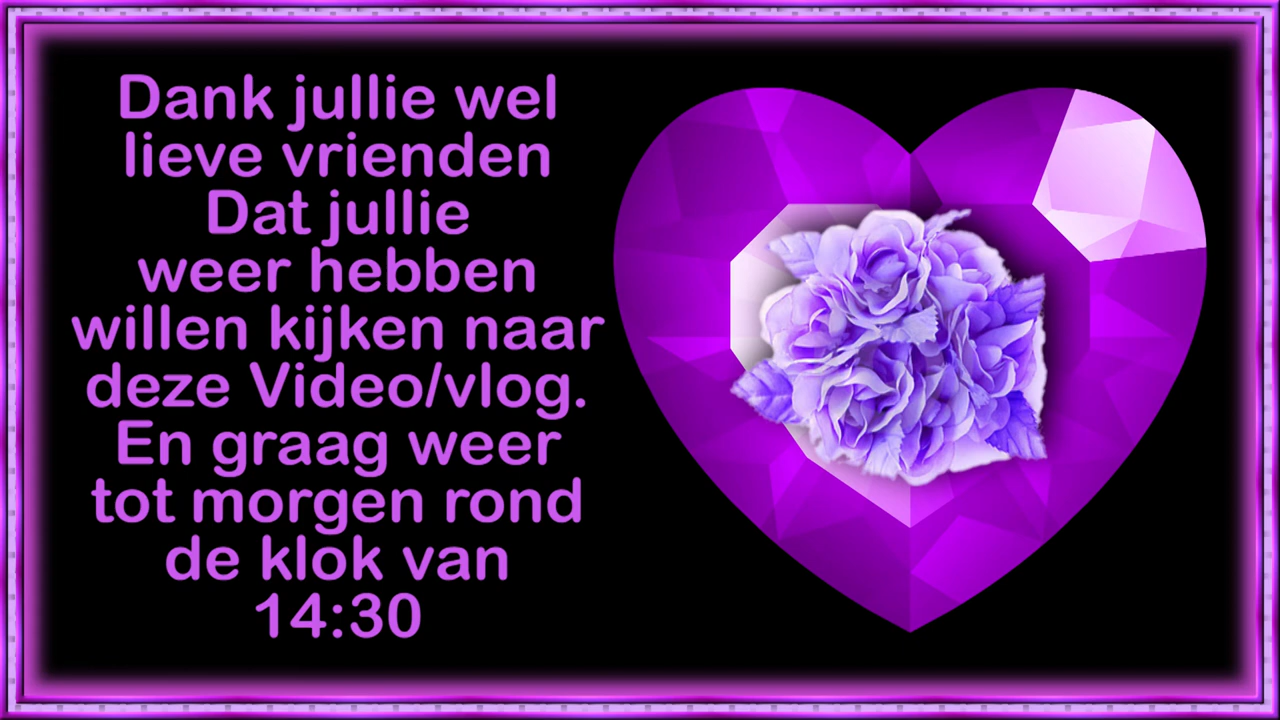 Dank jullie wel
lieve vrienden
Dat jullie
weer hebben
willen kijken naar
deze Video/vlog.
En graag weer
tot morgen rond
de klok van
14:30